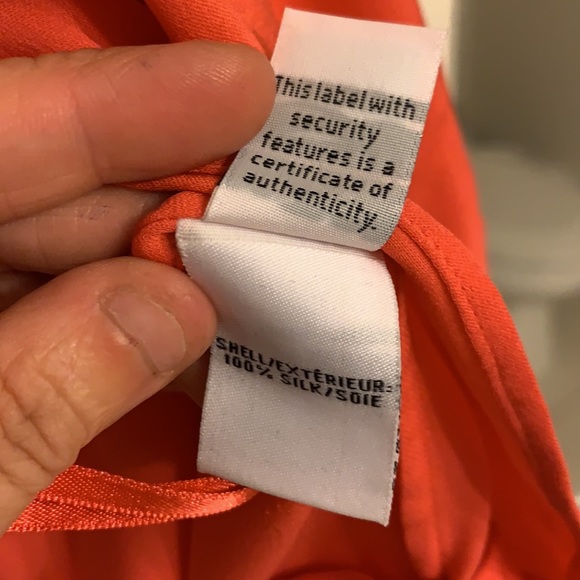 This label with
security
features is a
certificate of
authenticity.
SHELL/EXTÉRIEUR:
100% SILK/SOIE